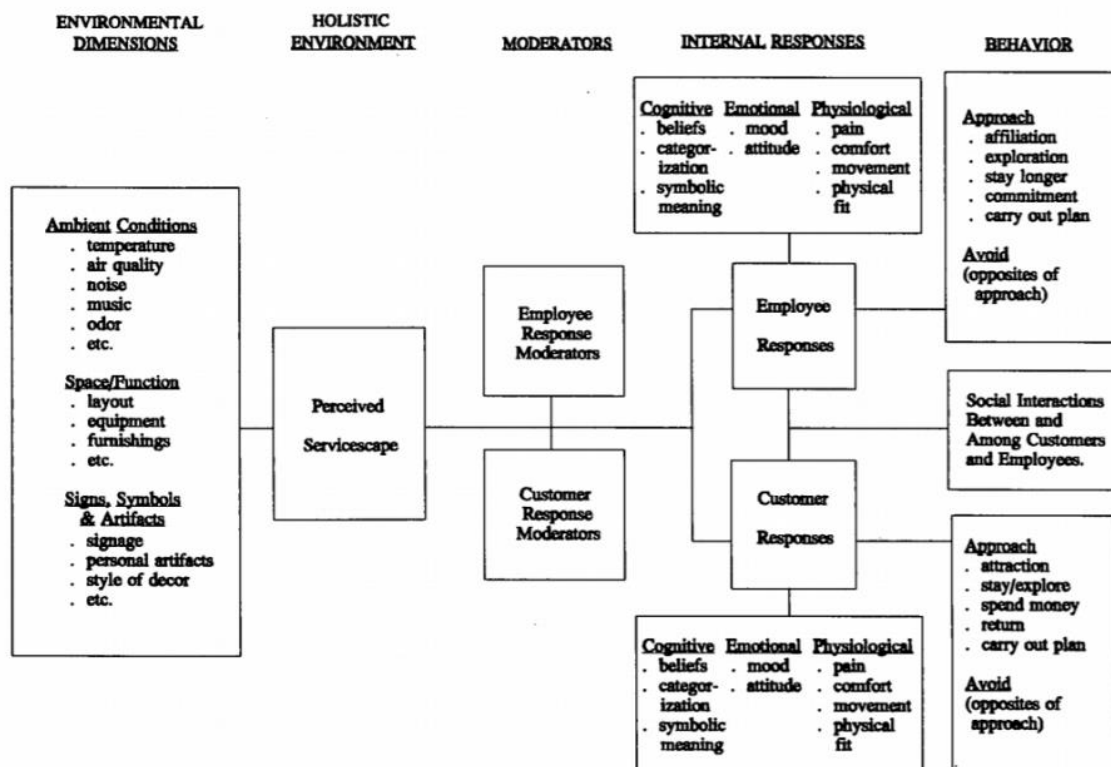 ENVIRONMENTAL
DIMENSIONS
HOLISTIC
ENVIRONMENT
MODERATORS
INTERNAL RESPONSES
BEHAVIOR
Ambient Conditions
. temperature
. air quality
. noise
. music
. odor
. etc.
Space/Function
. layout
. equipment
. furnishings
. etc.
Signs, Symbols
& Artifacts
. signage
. personal artifacts
. style of decor
. etc.
Perceived
Servicescape
Employee
Response
Moderators
Customer
Response
Moderators
Cognitive
. beliefs
. categor-
ization
. symbolic
meaning
Emotional
. mood
. attitude
Physiological
. pain
. comfort
. movement
. physical
fit
Employee
Responses
Customer
Responses
Cognitive
. beliefs
. categor-
ization
. symbolic
meaning
Emotional
. mood
. attitude
Physiological
. pain
. comfort
. movement
. physical
fit
Approach
. affiliation
. exploration
. stay longer
. commitment
. carry out plan
Avoid
(opposites of
approach)
Social Interactions
Between and
Among Customers
and Employees.
Approach
. attraction
. stay/explore
. spend money
. return
. carry out plan
Avoid
(opposites of
approach)